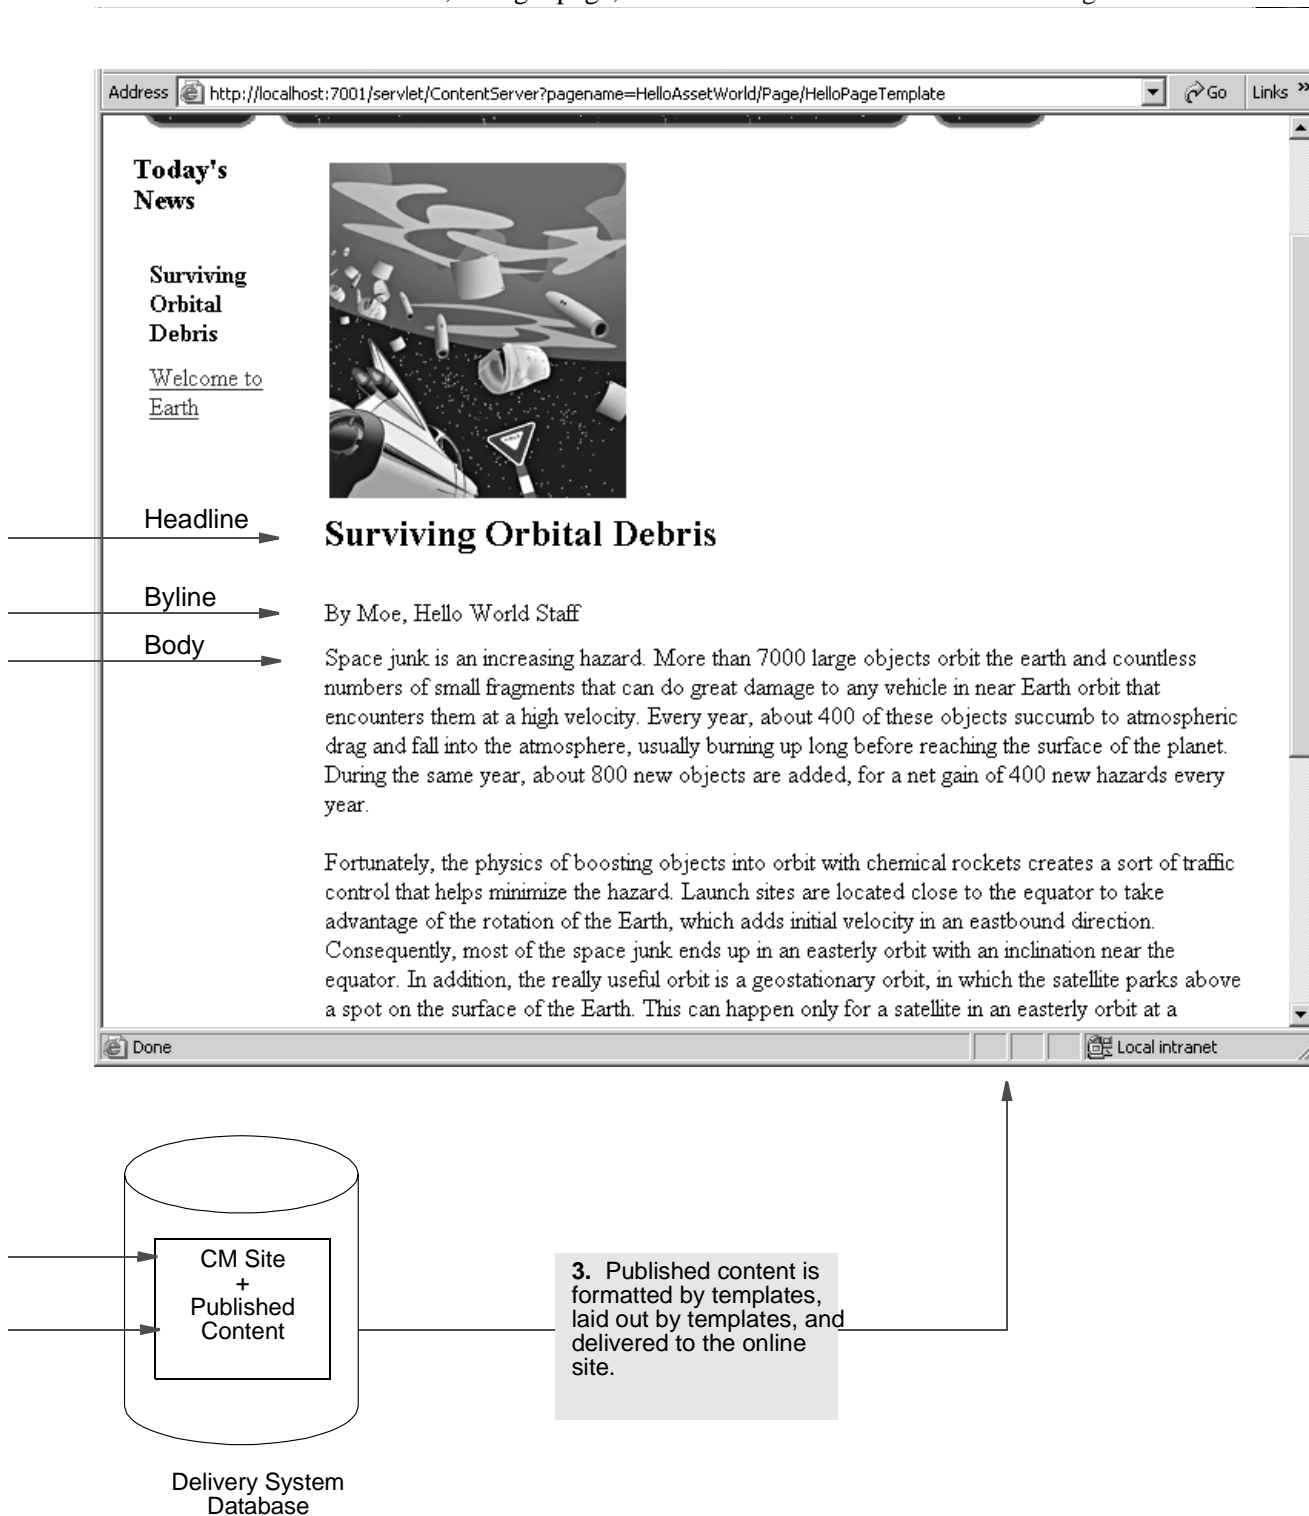 Address http://localhost:7001/servlet/ContentServer?pagename=HelloAssetWorld/Page/HelloPageTemplate Go Links »
Today's
News
Surviving
Orbital
Debris
Welcome to
Earth
Headline
Surviving Orbital Debris
Byline
By Moe, Hello World Staff
Body
Space junk is an increasing hazard. More than 7000 large objects orbit the earth and countless
numbers of small fragments that can do great damage to any vehicle in near Earth orbit that
encounters them at a high velocity. Every year, about 400 of these objects succumb to atmospheric
drag and fall into the atmosphere, usually burning up long before reaching the surface of the planet.
During the same year, about 800 new objects are added, for a net gain of 400 new hazards every
year.
Fortunately, the physics of boosting objects into orbit with chemical rockets creates a sort of traffic
control that helps minimize the hazard. Launch sites are located close to the equator to take
advantage of the rotation of the Earth, which adds initial velocity in an eastbound direction.
Consequently, most of the space junk ends up in an easterly orbit with an inclination near the
equator. In addition, the really useful orbit is a geostationary orbit, in which the satellite parks above
a spot on the surface of the Earth. This can happen only for a satellite in an easterly orbit at a
Done Local intranet
CM Site
+
Published
Content
3. Published content is
formatted by templates,
laid out by templates, and
delivered to the online
site.
Delivery System
Database